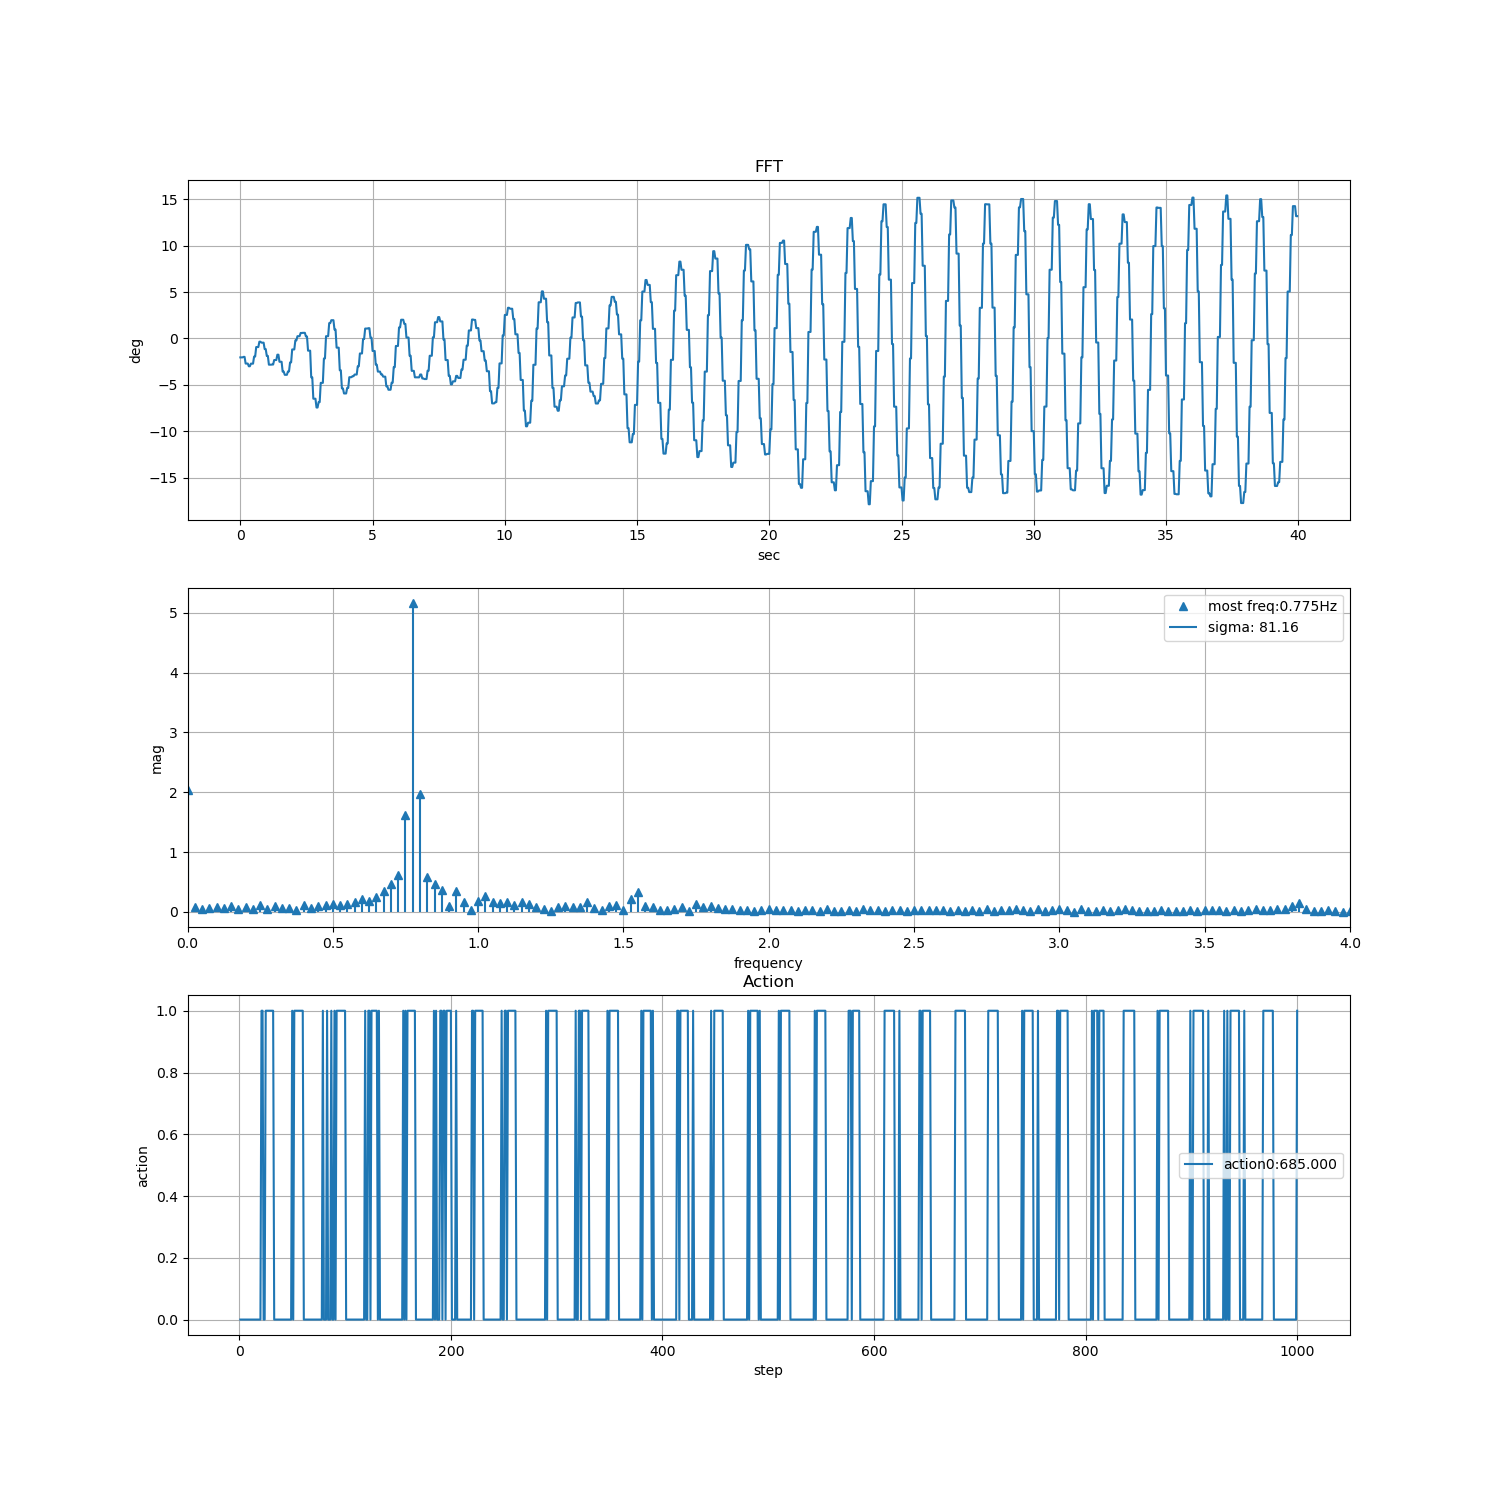 FFT
15
10
5
0
−5
−10
−15
deg
0 5 10 15 20 25 30 35 40
sec
most freq:0.775Hz
sigma: 81.16
5
4
3
2
1
0
mag
0.0 0.5 1.0 1.5 2.0 2.5 3.0 3.5 4.0
frequency
Action
1.0
0.8
0.6
0.4
0.2
0.0
action
action0:685.000
0 200 400 600 800 1000
step